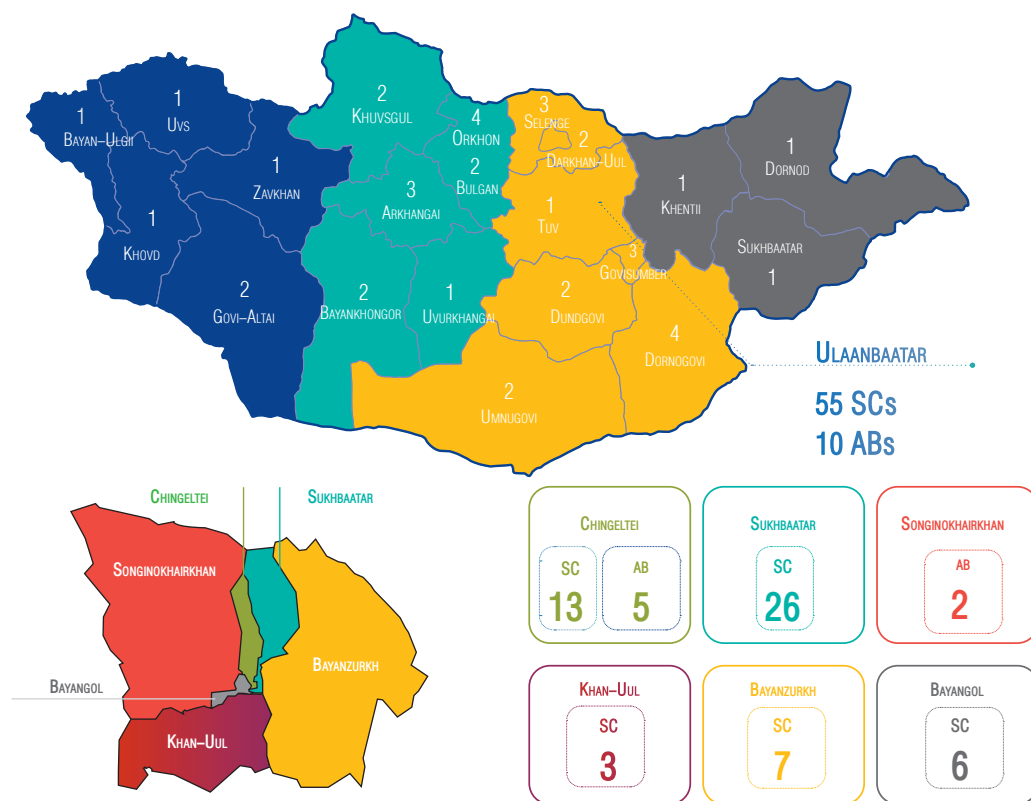 1
Bayan–Ulgii
1
Uvs
1
Zavkhan
1
Khovd
2
Govi–Altai
2
Khuvsgul
4
Orkhon
2
Bulgan
3
Arkhangai
2
Bayankhongor
1
Uvurkhangai
3
Selenge
2
Darkhan–Uul
1
Tuv
3
Govisumber
2
Dundgovi
4
Dornogovi
2
Umnugovi
1
Khentii
1
Dornod
Sukhbaatar
1
Ulaanbaatar
55 SCs
10 ABs
Chingeltei
Sukhbaatar
Songinokhairkhan
Bayanzurkh
Bayangol
Khan–Uul
Chingeltei
SC
13
AB
5
Sukhbaatar
SC
26
Songinokhairkhan
AB
2
Khan–Uul
SC
3
Bayanzurkh
SC
7
Bayangol
SC
6